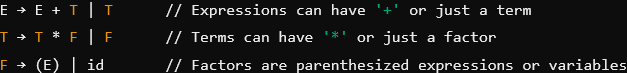 E → E + T | T // Expressions can have '+' or just a term
T → T * F | F // Terms can have '*' or just a factor
F → (E) | id // Factors are parenthesized expressions or variables